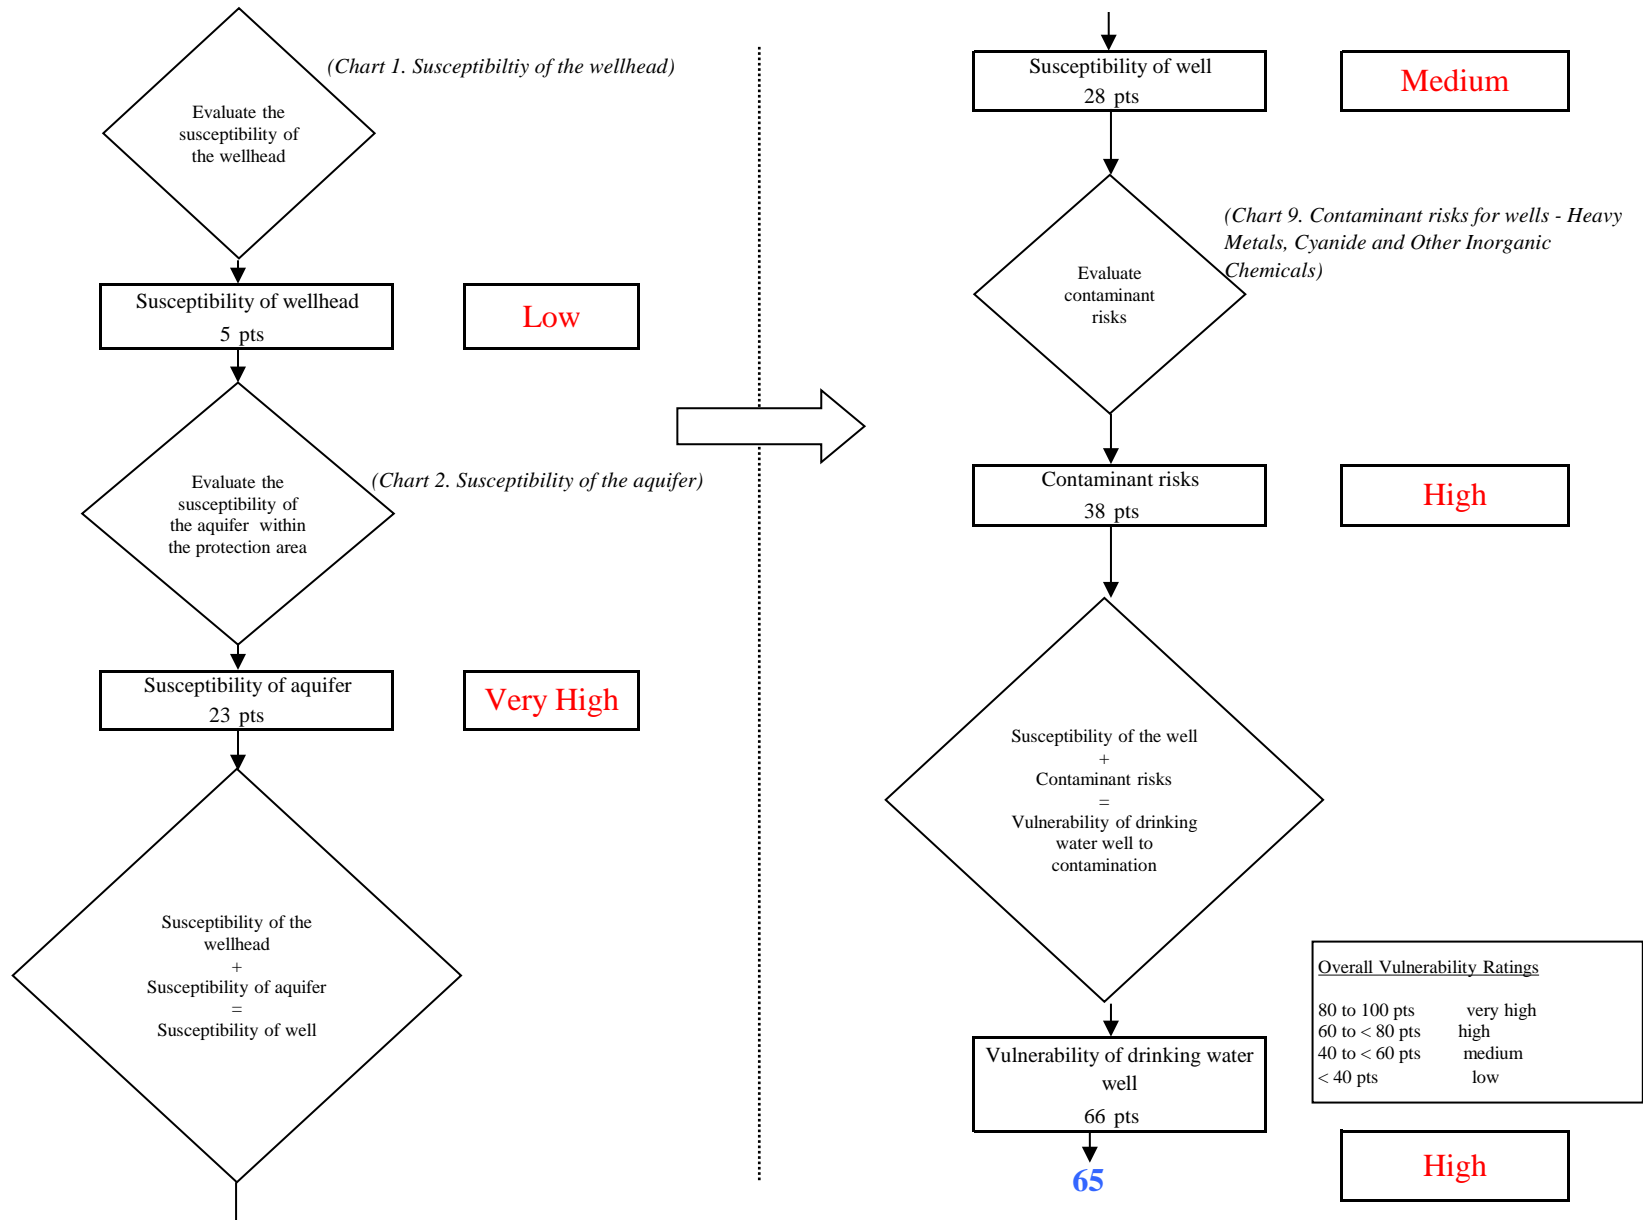 (Chart 1. Susceptibiltiy of the wellhead)
Evaluate the
susceptibility of
the wellhead
Susceptibility of wellhead
5 pts
Low
Evaluate the
susceptibility of
the aquifer within
the protection area
(Chart 2. Susceptibility of the aquifer)
Susceptibility of aquifer
23 pts
Very High
Susceptibility of the
wellhead
+
Susceptibility of aquifer
=
Susceptibility of well
Susceptibility of well
28 pts
Medium
(Chart 9. Contaminant risks for wells - Heavy
Metals, Cyanide and Other Inorganic
Chemicals)
Evaluate
contaminant
risks
Contaminant risks
38 pts
High
Susceptibility of the well
+
Contaminant risks
=
Vulnerability of drinking
water well to
contamination
Overall Vulnerability Ratings
80 to 100 pts very high
60 to < 80 pts high
40 to < 60 pts medium
< 40 pts low
Vulnerability of drinking water
well
66 pts
High
65